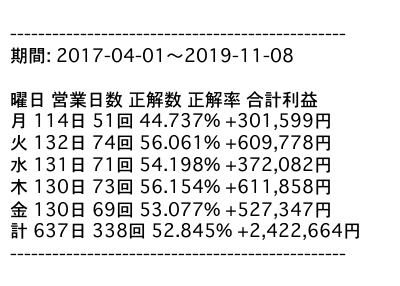 ------------------------------------------------
期間: 2017-04-01～2019-11-08
曜日 営業日数 正解数 正解率 合計利益
月 114日 51回 44.737% +301,599円
火 132日 74回 56.061% +609,778円
水 131日 71回 54.198% +372,082円
木 130日 73回 56.154% +611,858円
金 130日 69回 53.077% +527,347円
計 637日 338回 52.845% +2,422,664円
------------------------------------------------